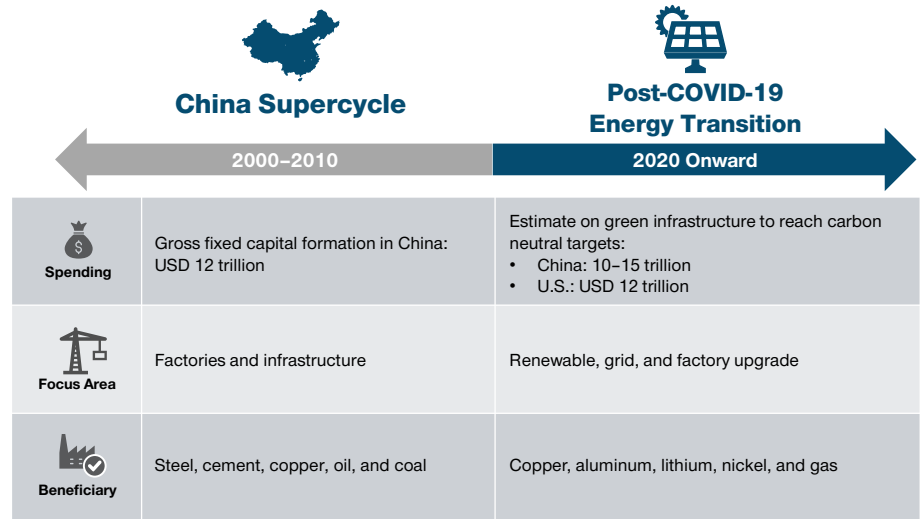 China Supercycle
Post-COVID-19
Energy Transition
2000–2010
2020 Onward
$
Spending
Gross fixed capital formation in China:
USD 12 trillion
Estimate on green infrastructure to reach carbon
neutral targets:
• China: 10–15 trillion
• U.S.: USD 12 trillion
Focus Area
Factories and infrastructure
Renewable, grid, and factory upgrade
Beneficiary
Steel, cement, copper, oil, and coal
Copper, aluminum, lithium, nickel, and gas